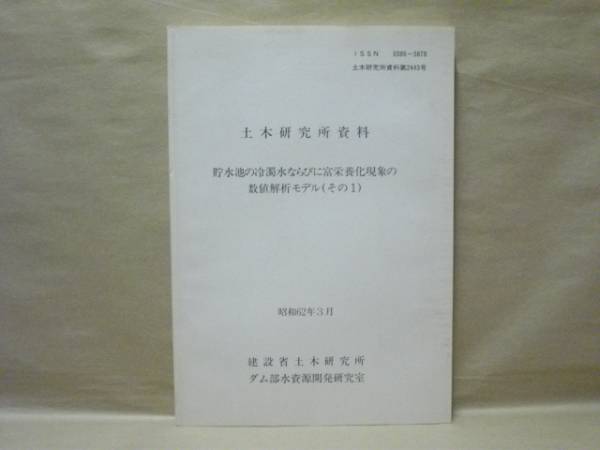 ISSN 0386-5878
土木研究所資料第2443号
土木研究所資料
貯水池の冷濁水ならびに富栄養化現象の
数値解析モデル(その1)
昭和62年3月
建設省土木研究所
ダム部水資源開発研究室